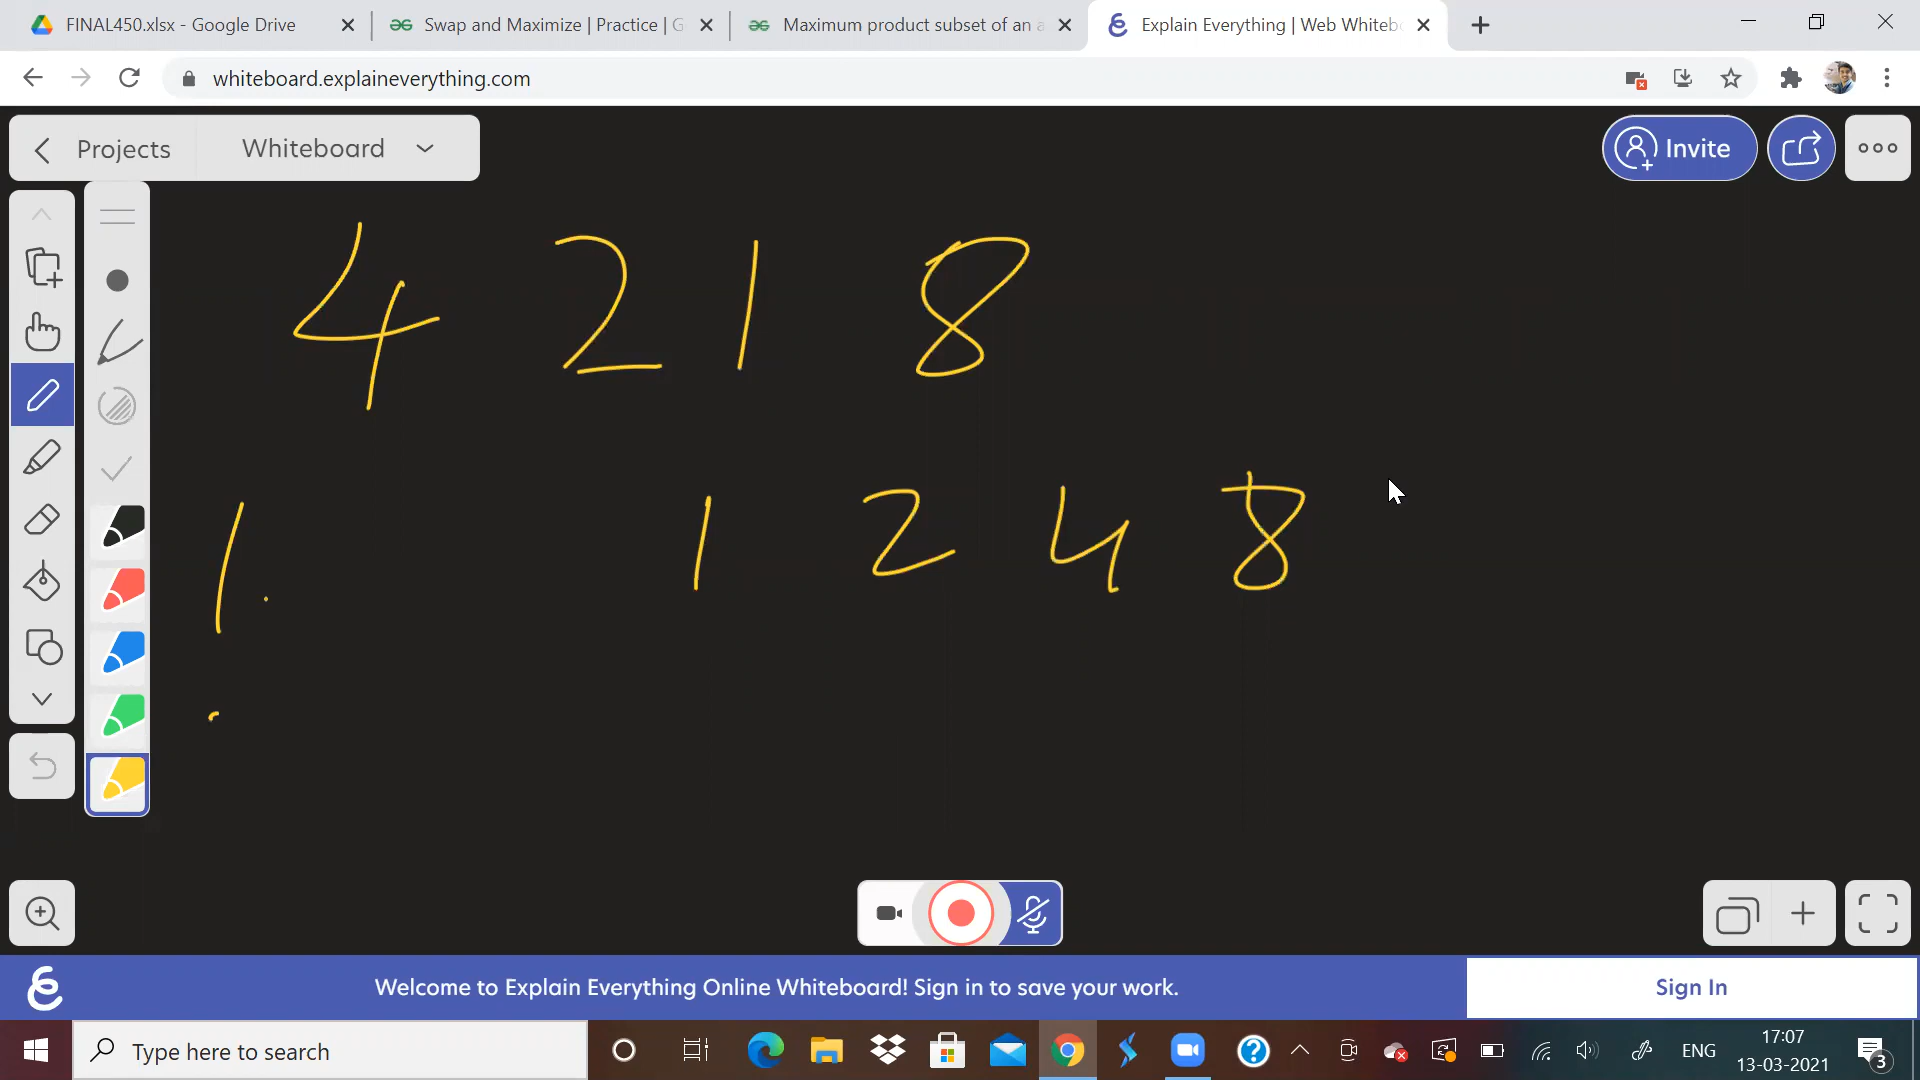 FINAL450.xlsx - Google Drive
Swap and Maximize | Practice | G
Maximum product subset of an a
Explain Everything | Web Whitebo
whiteboard.explaineverything.com
Projects
Whiteboard
Invite
4 2 1 8
1. 1 2 4 8
Welcome to Explain Everything Online Whiteboard! Sign in to save your work.
Sign In
Type here to search
ENG
17:07
13-03-2021
3